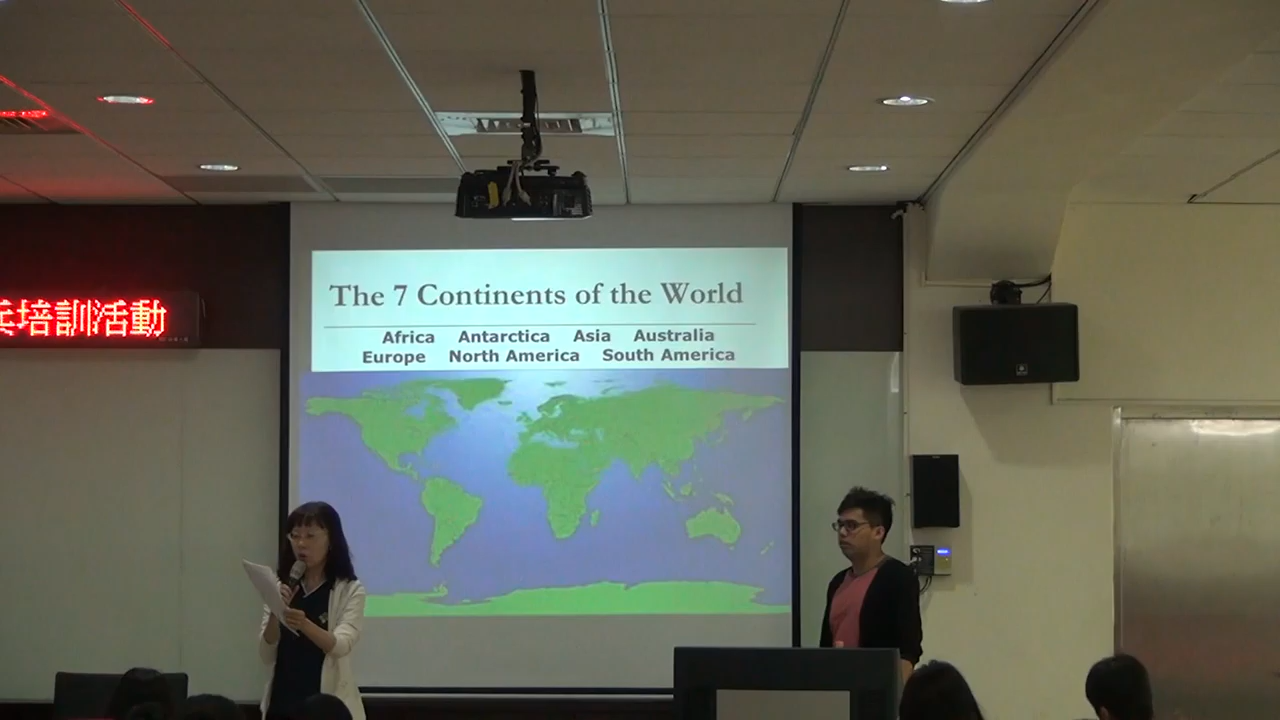 The 7 Continents of the World
Africa Antarctica Asia Australia
Europe North America South America
培訓活動